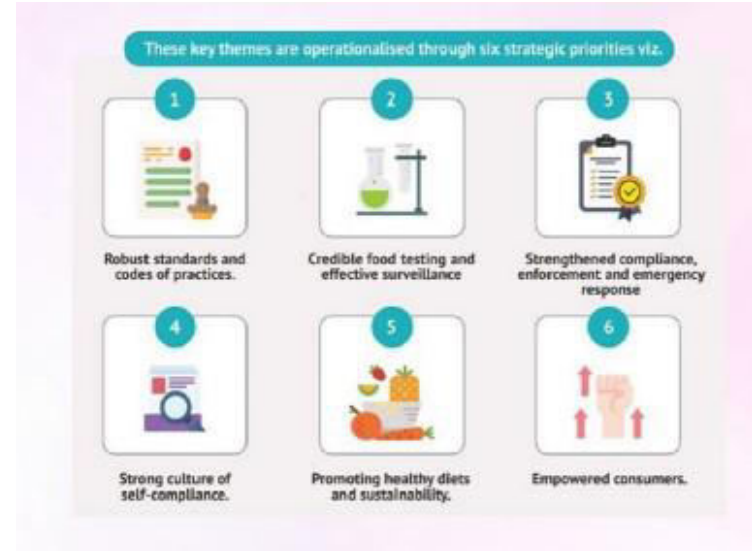 These key themes are operationalised through six strategic priorities viz.
1
Robust standards and
codes of practices.
2
Credible food testing and
effective surveillance
3
Strengthened compliance,
enforcement and emergency
response
4
Strong culture of
self-compliance.
5
Promoting healthy diets
and sustainability.
6
Empowered consumers.